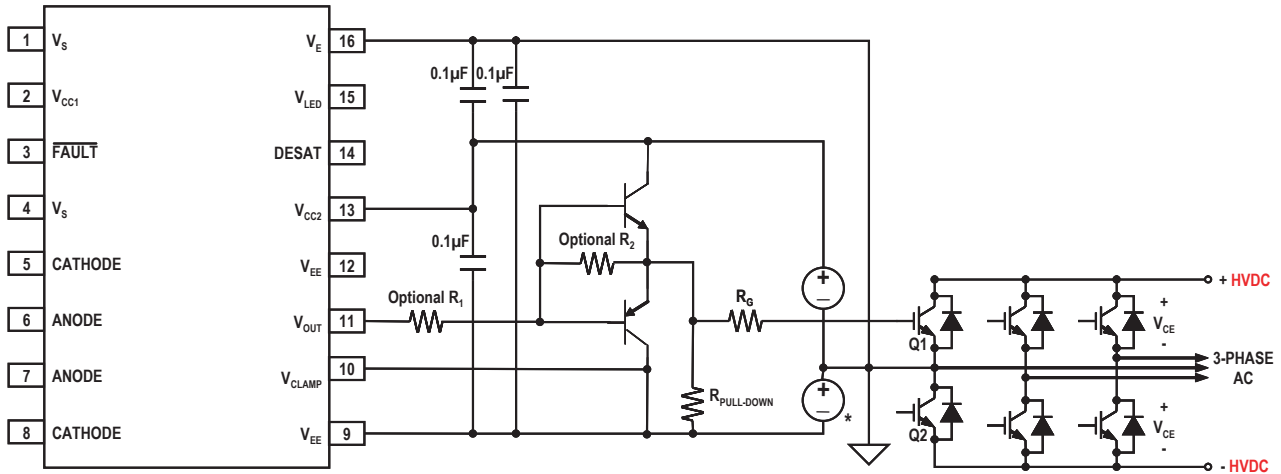 1 V_S
2 V_CC1
3 FAULT
4 V_S
5 CATHODE
6 ANODE
7 ANODE
8 CATHODE
V_E 16
V_LED 15
DESAT 14
V_CC2 13
V_EE 12
V_OUT 11
V_CLAMP 10
V_EE 9
0.1µF 0.1µF
0.1µF
Optional R_1
Optional R_2
R_G
R_PULL-DOWN
+
–
+
–
*
Q1
Q2
+ HVDC
+
V_CE
-
3-PHASE
AC
+
V_CE
-
- HVDC